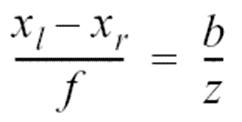 x_l − x_r / f = b / z